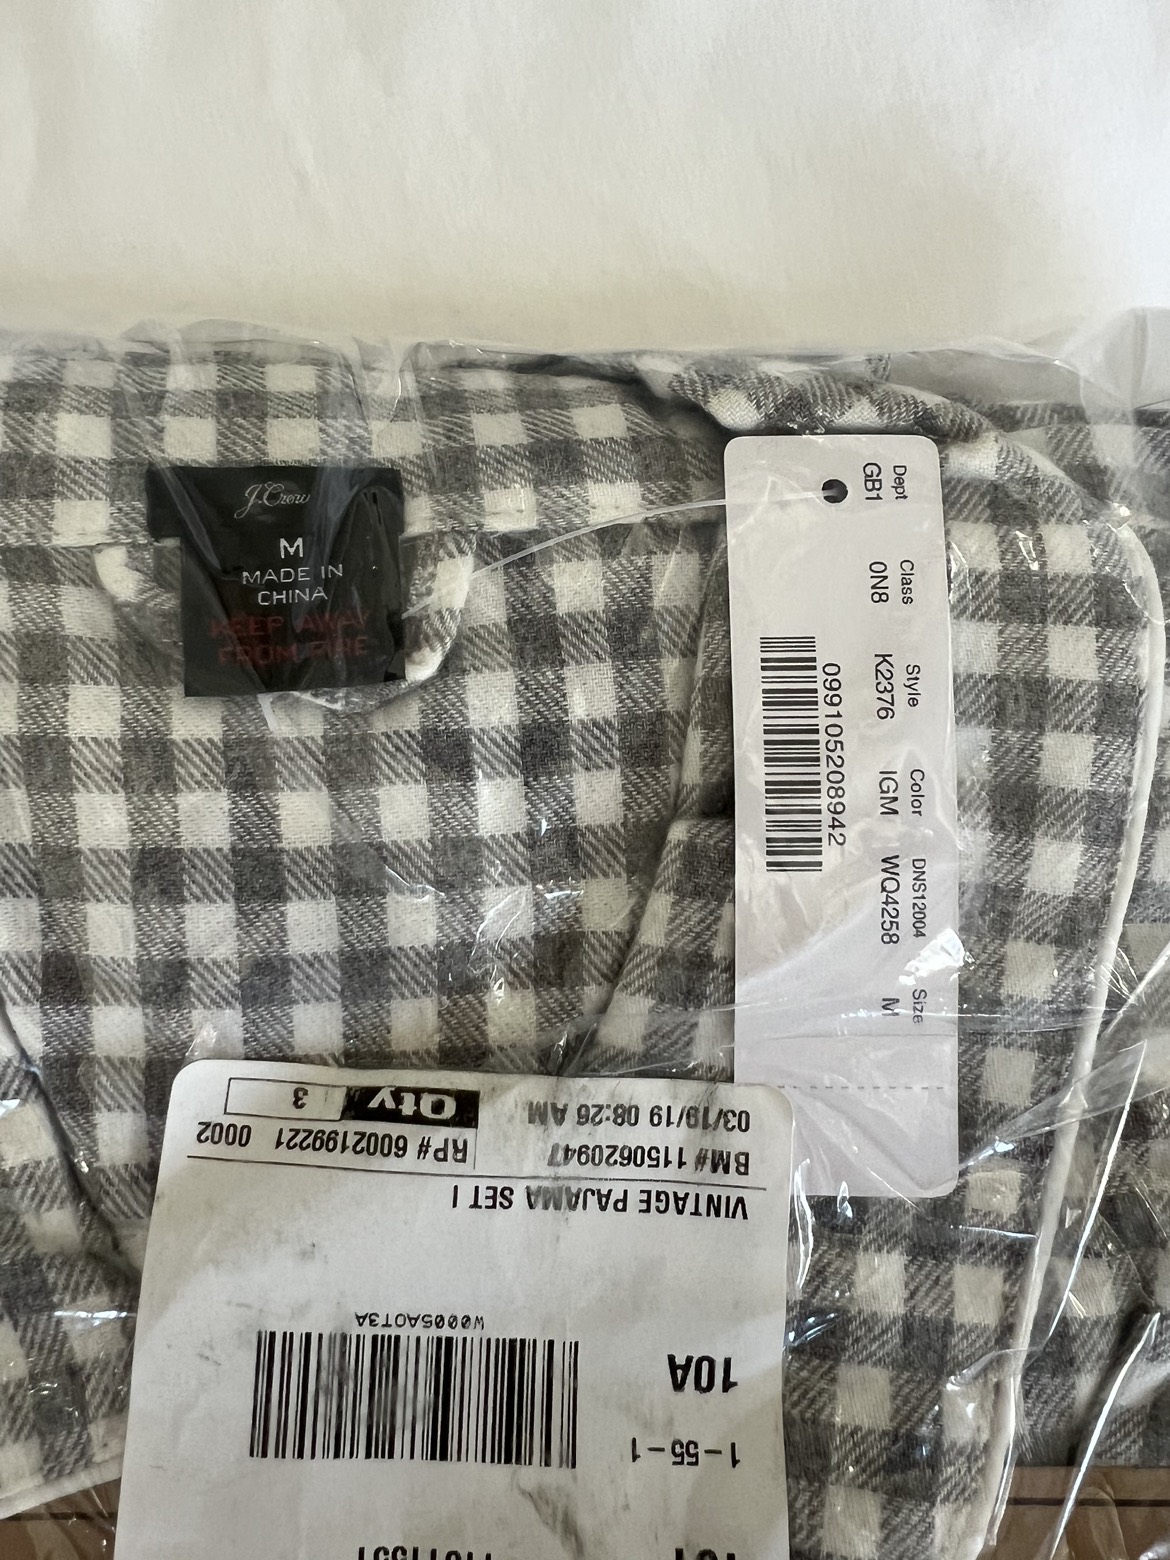 J.Crew
M
MADE IN
CHINA
KEEP AWAY
FROM FIRE
Dept Class Style Color DNS12004 Size
GB1 0N8 K2376 IGM WQ4258 M
099105208942
03/19/19 08:26 AM Qty 3
BM# 1150620947 RP# 6002199221 0002
VINTAGE PAJAMA SET I
W0005AOT3A
10A
1-55-1